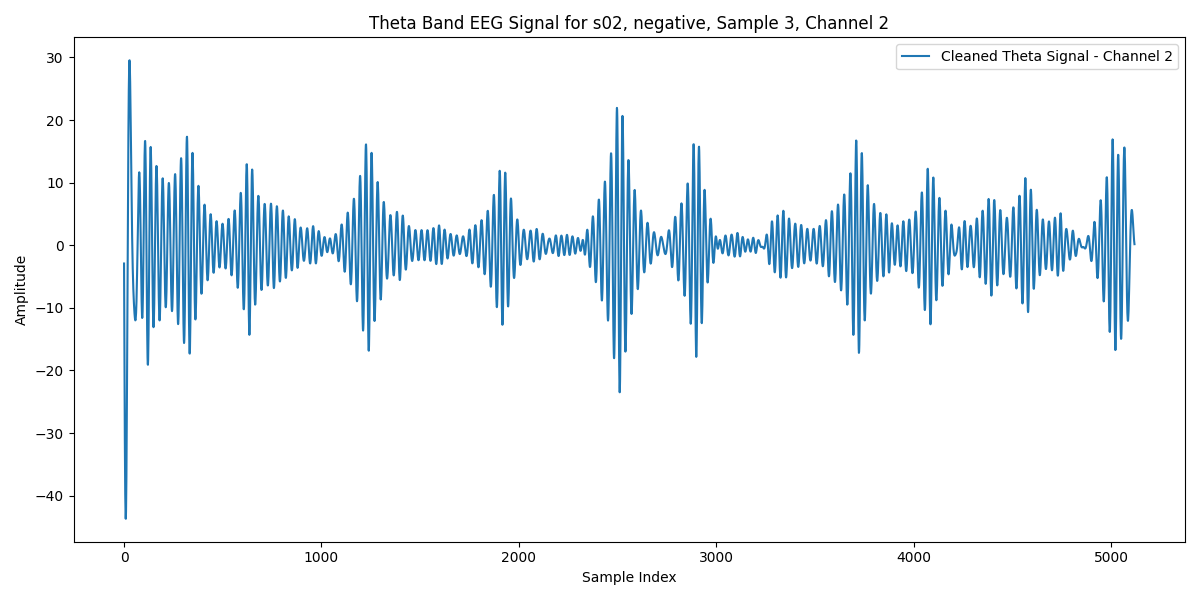 Theta Band EEG Signal for s02, negative, Sample 3, Channel 2
Cleaned Theta Signal - Channel 2
Amplitude
30
20
10
0
−10
−20
−30
−40
0 1000 2000 3000 4000 5000
Sample Index